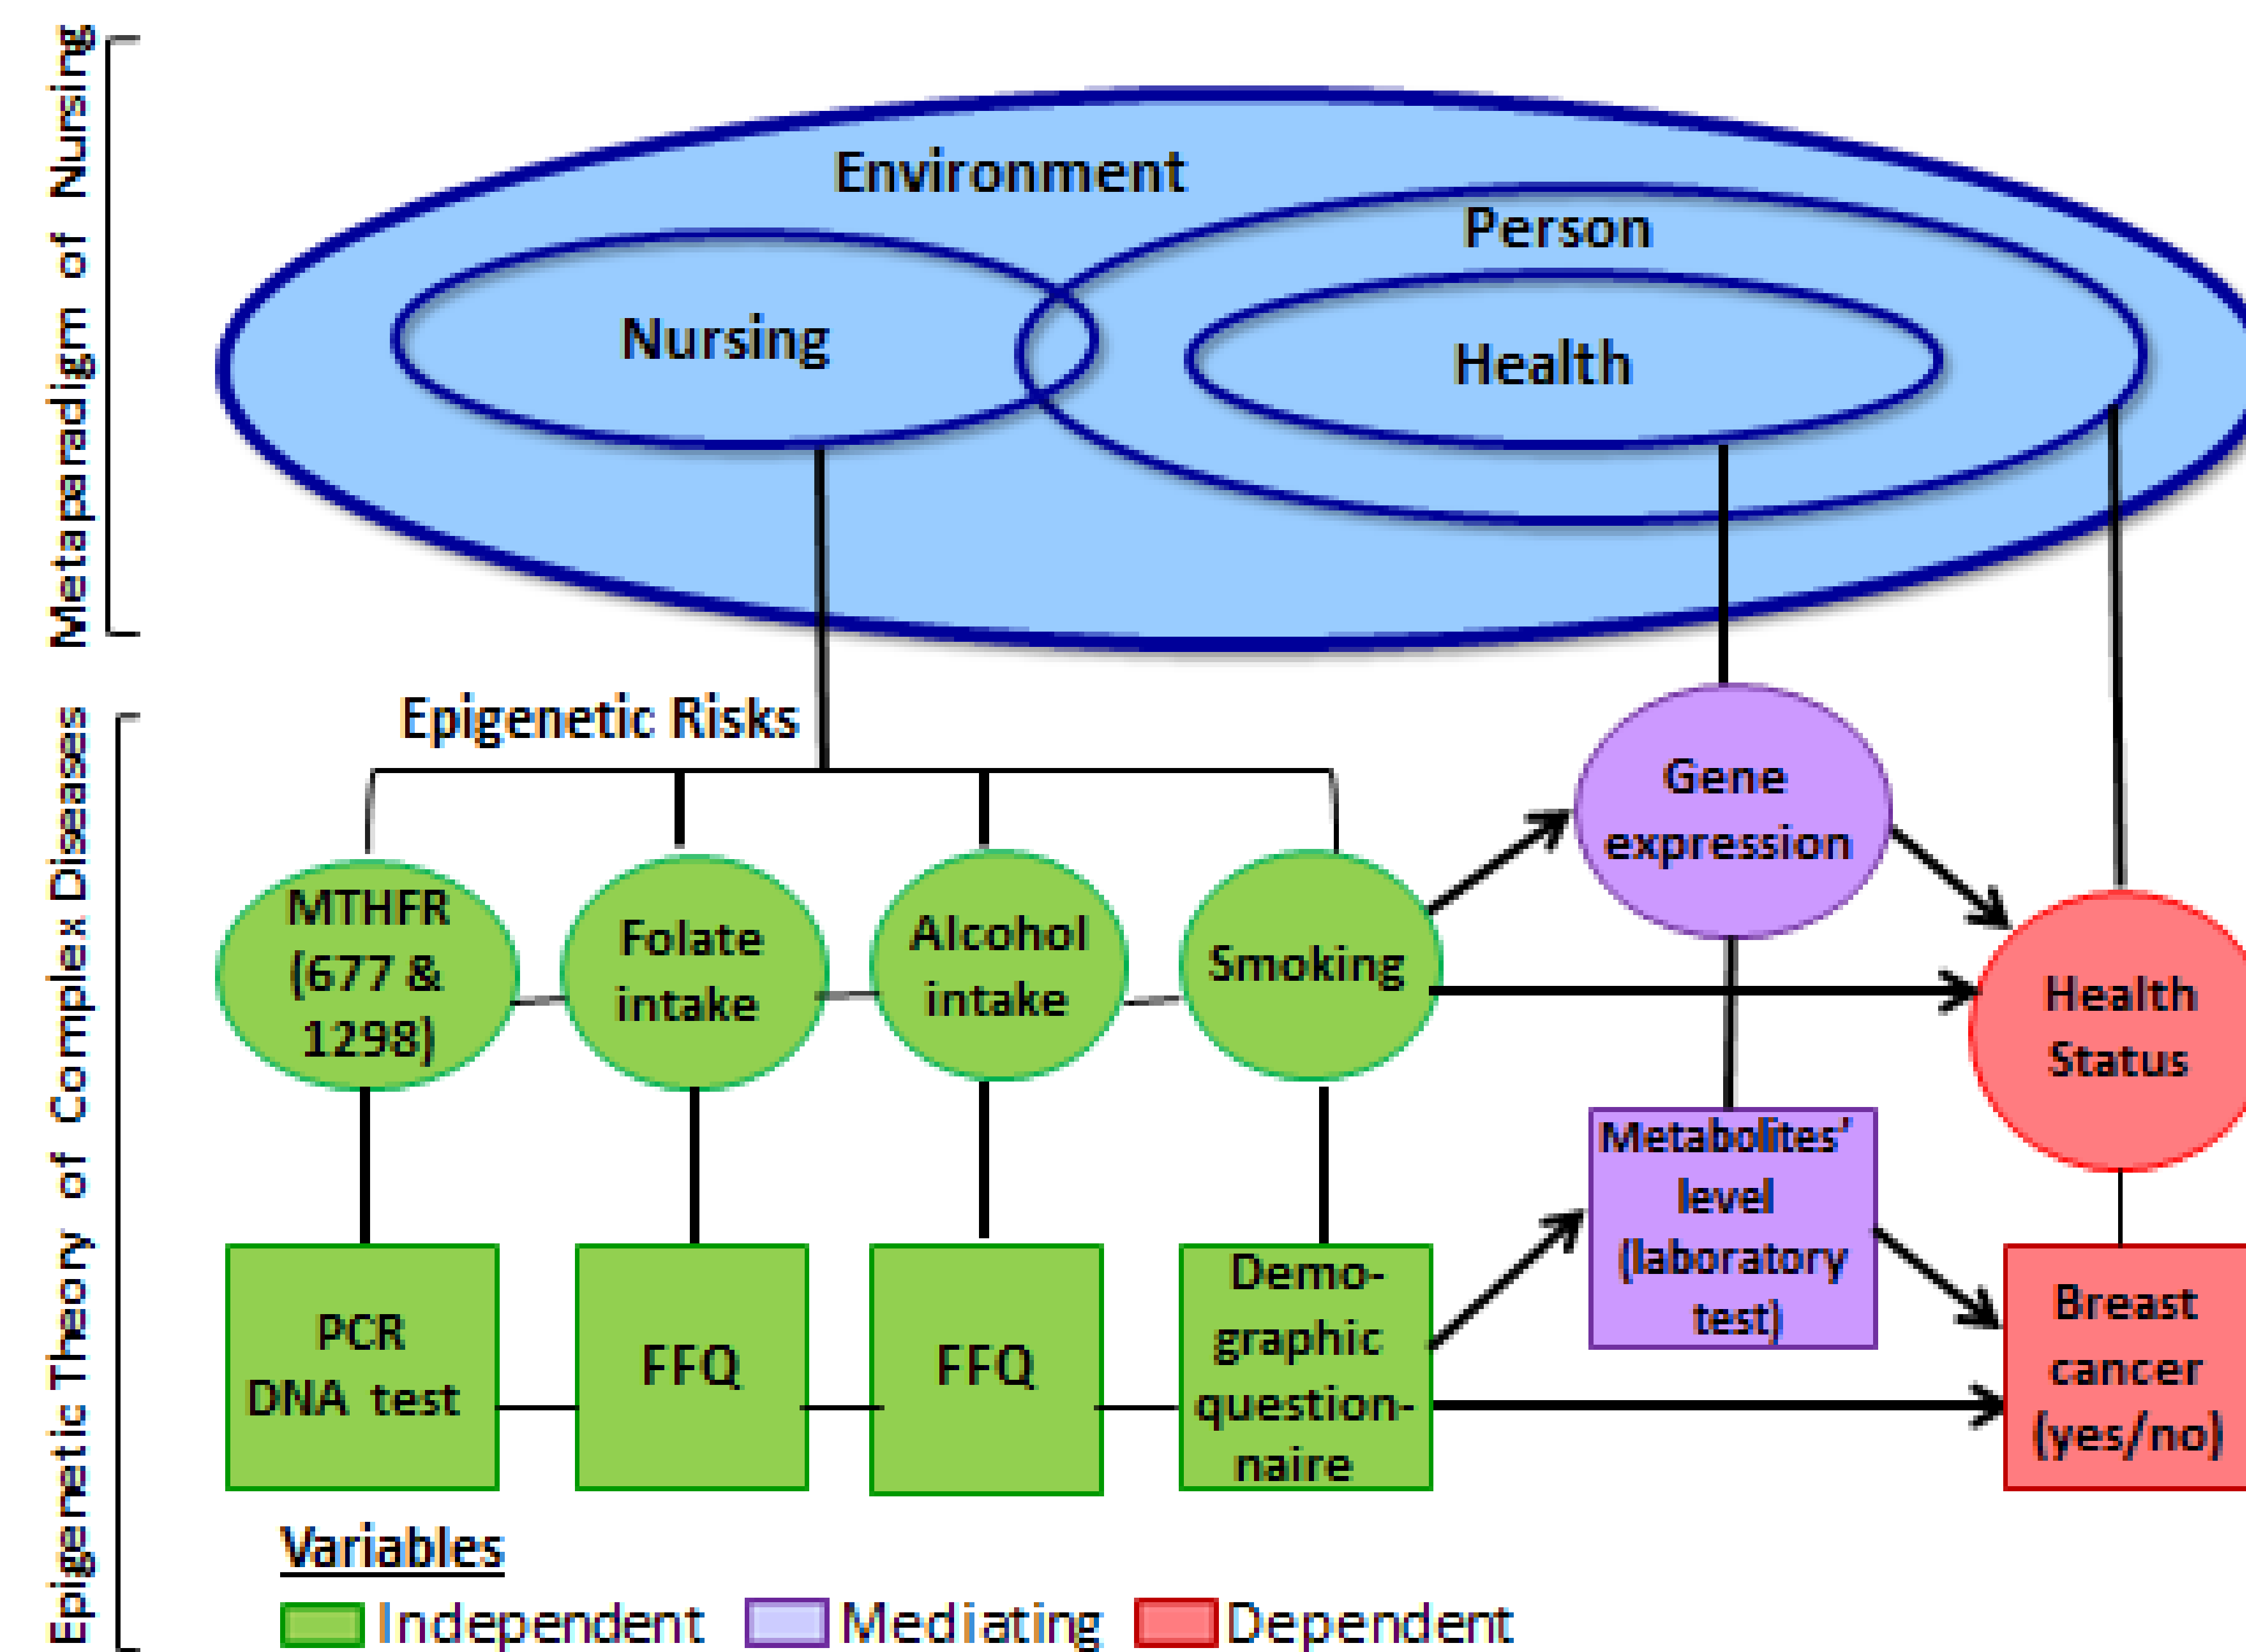 Metaparadigm of Nursing
Environment
Person
Nursing
Health
Epigenetic Theory of Complex Diseases
Epigenetic Risks
MTHFR
(677 &
1298)
Folate
intake
Alcohol
intake
Smoking
Gene
expression
Health
Status
PCR
DNA test
FFQ
FFQ
Demo-
graphic
question-
naire
Metabolites'
level
(laboratory
test)
Breast
cancer
(yes/no)
Variables
Independent
Mediating
Dependent